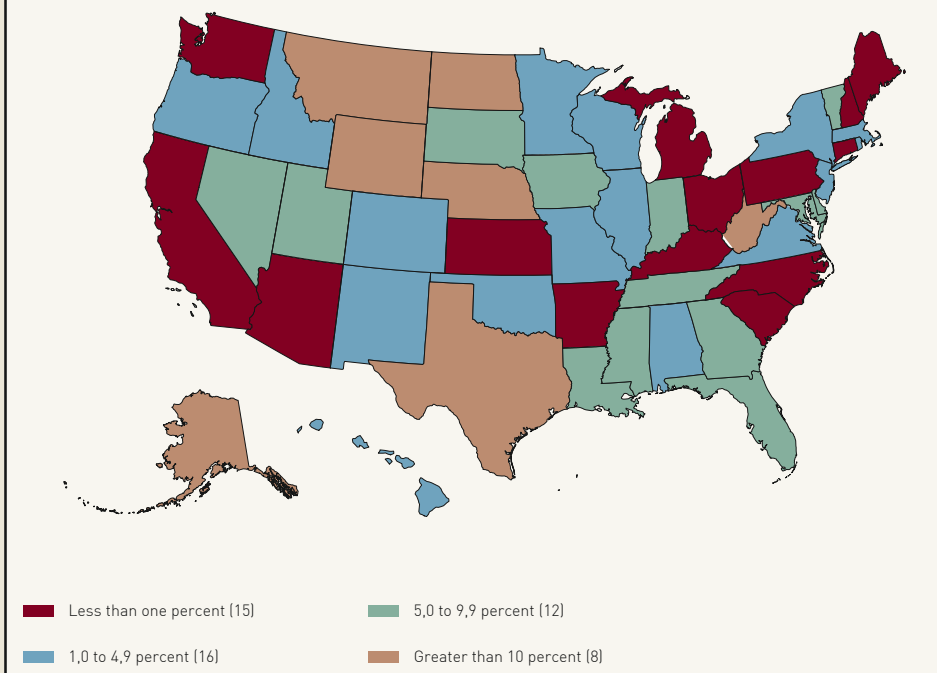 Less than one percent (15)
5,0 to 9,9 percent (12)
1,0 to 4,9 percent (16)
Greater than 10 percent (8)